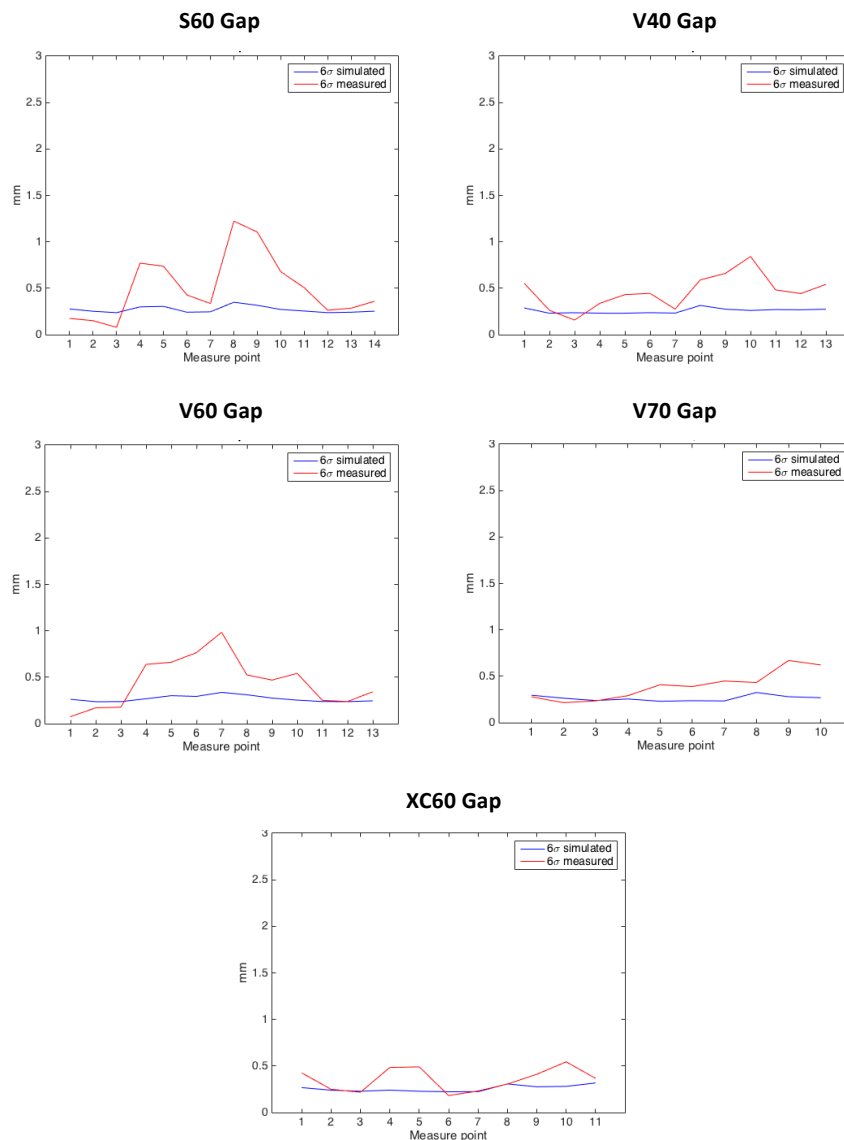 S60 Gap
3
2.5
2
1.5
1
0.5
0
mm
6σ simulated
6σ measured
1 2 3 4 5 6 7 8 9 10 11 12 13 14
Measure point
V40 Gap
3
2.5
2
1.5
1
0.5
0
mm
6σ simulated
6σ measured
1 2 3 4 5 6 7 8 9 10 11 12 13
Measure point
V60 Gap
3
2.5
2
1.5
1
0.5
0
mm
6σ simulated
6σ measured
1 2 3 4 5 6 7 8 9 10 11 12 13
Measure point
V70 Gap
3
2.5
2
1.5
1
0.5
0
mm
6σ simulated
6σ measured
1 2 3 4 5 6 7 8 9 10
Measure point
XC60 Gap
3
2.5
2
1.5
1
0.5
0
mm
6σ simulated
6σ measured
1 2 3 4 5 6 7 8 9 10 11
Measure point